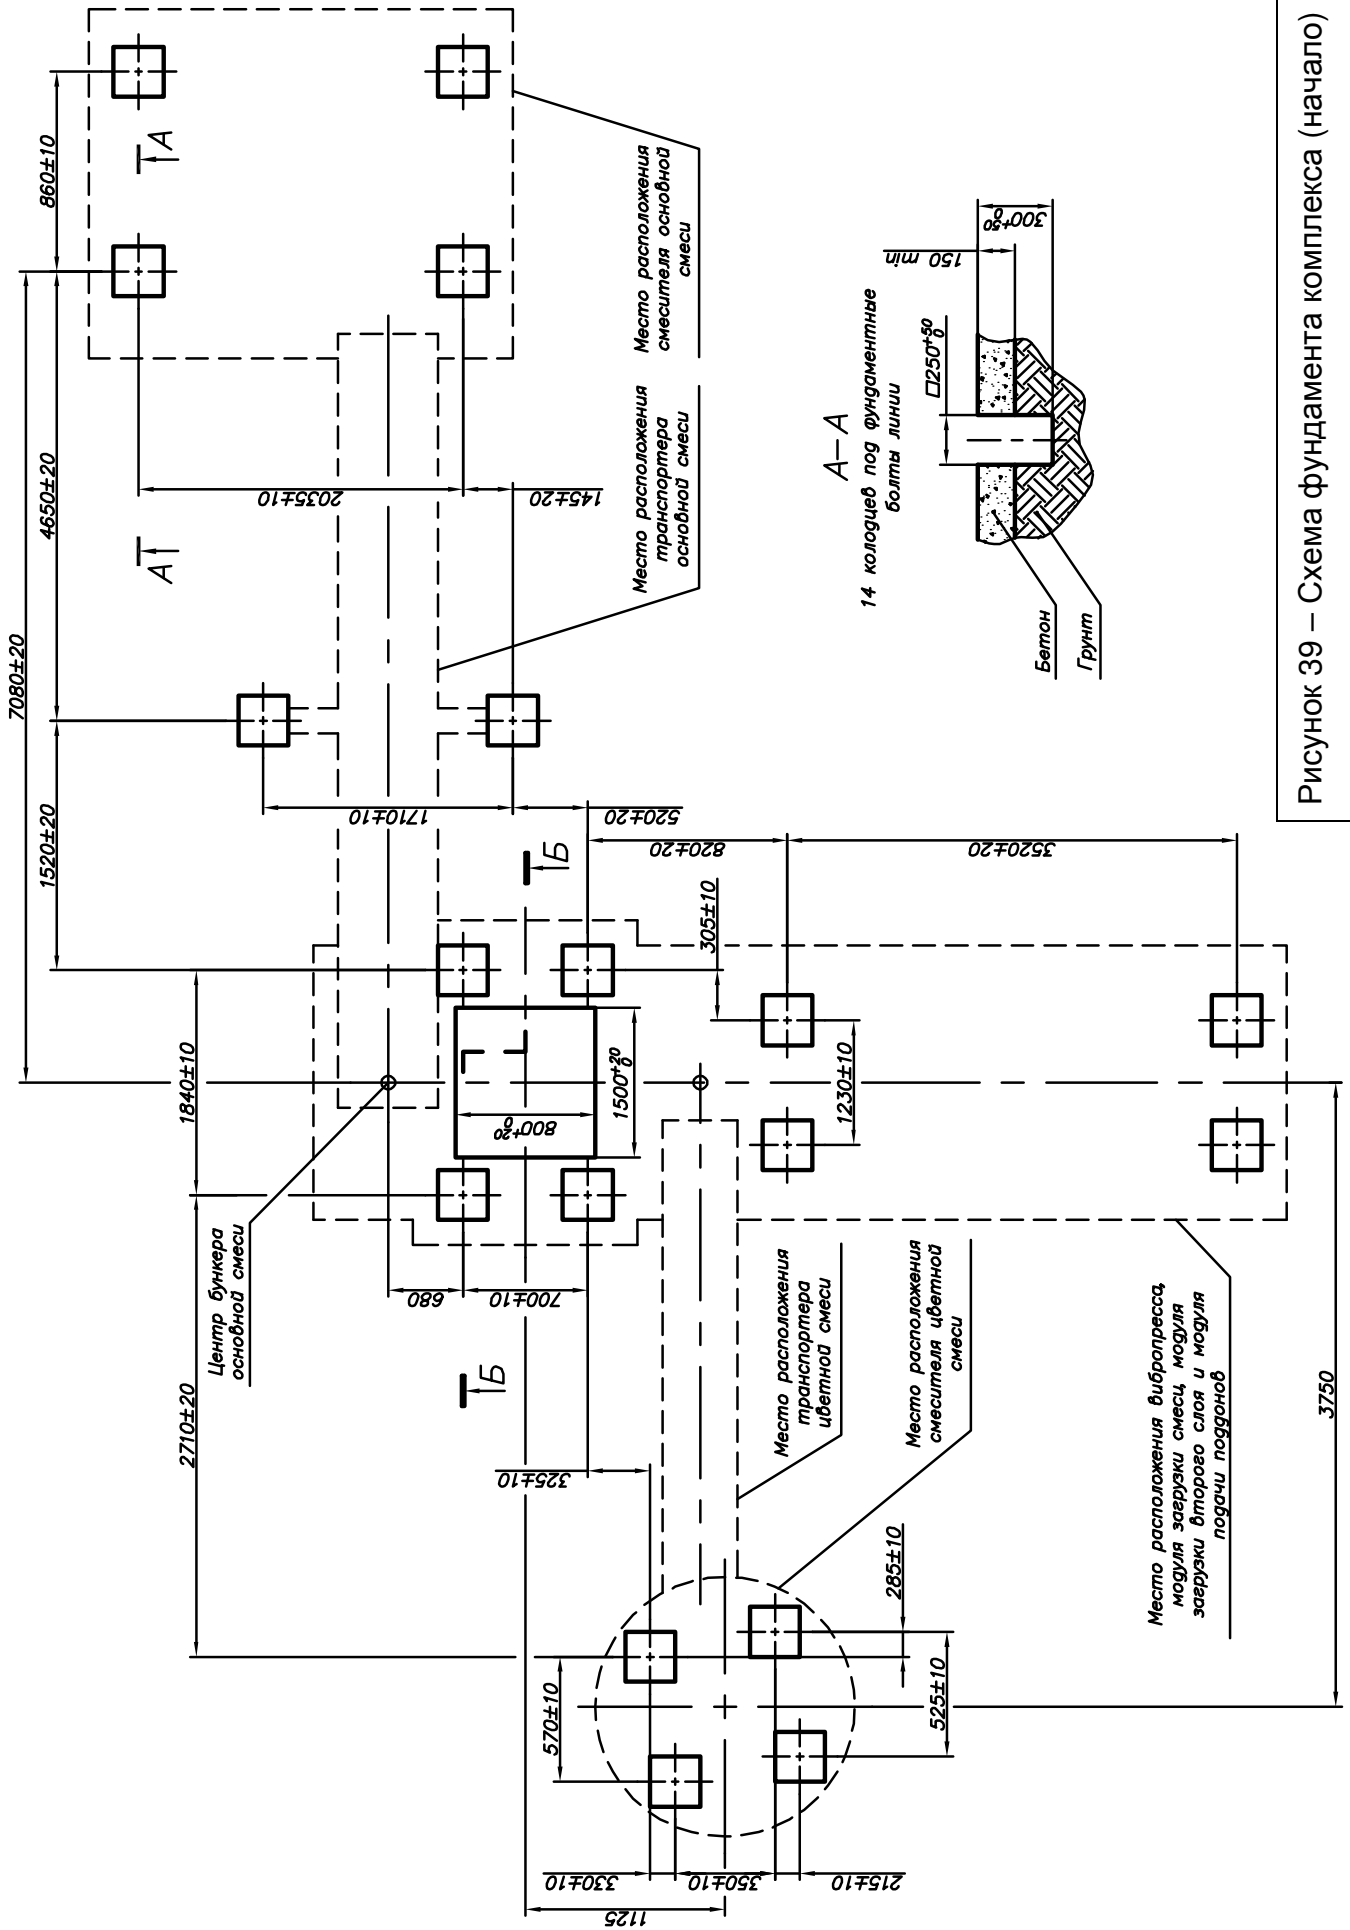 7080±20
1520±20
4650±20
860±10
1840±10
2710±20
А
А
2035±10
145±20
1710±10
520±20
820±20
3520±20
305±10
Б
Б
Центр бункера
основной смеси
680
700±10
800+20
0
1500+20
0
1230±10
325±10
570±10
285±10
525±10
330±10
350±10
215±10
1125
3750
Место расположения
транспортера
основной смеси
Место расположения
смесителя основной
смеси
Место расположения
транспортера
цветной смеси
Место расположения
смесителя цветной
смеси
Место расположения вибропресса,
модуля загрузки смеси, модуля
загрузки второго слоя и модуля
подачи поддонов
А–А
14 колодцев под фундаментные
болты линии
□250+50
0
150 min
300+50
0
Бетон
Грунт
Рисунок 39 – Схема фундамента комплекса (начало)